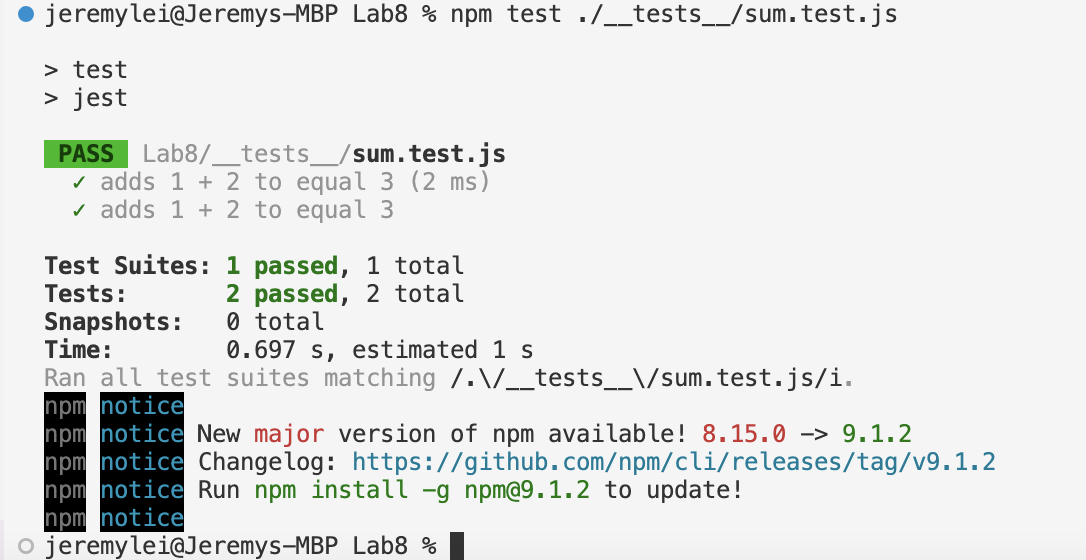 jeremylei@Jeremys-MBP Lab8 % npm test ./__tests__/sum.test.js
> test
> jest
PASS Lab8/__tests__/sum.test.js
✓ adds 1 + 2 to equal 3 (2 ms)
✓ adds 1 + 2 to equal 3
Test Suites: 1 passed, 1 total
Tests: 2 passed, 2 total
Snapshots: 0 total
Time: 0.697 s, estimated 1 s
Ran all test suites matching /.\/__tests__\/sum.test.js/i.
npm notice
npm notice New major version of npm available! 8.15.0 -> 9.1.2
npm notice Changelog: https://github.com/npm/cli/releases/tag/v9.1.2
npm notice Run npm install -g npm@9.1.2 to update!
npm notice
jeremylei@Jeremys-MBP Lab8 %